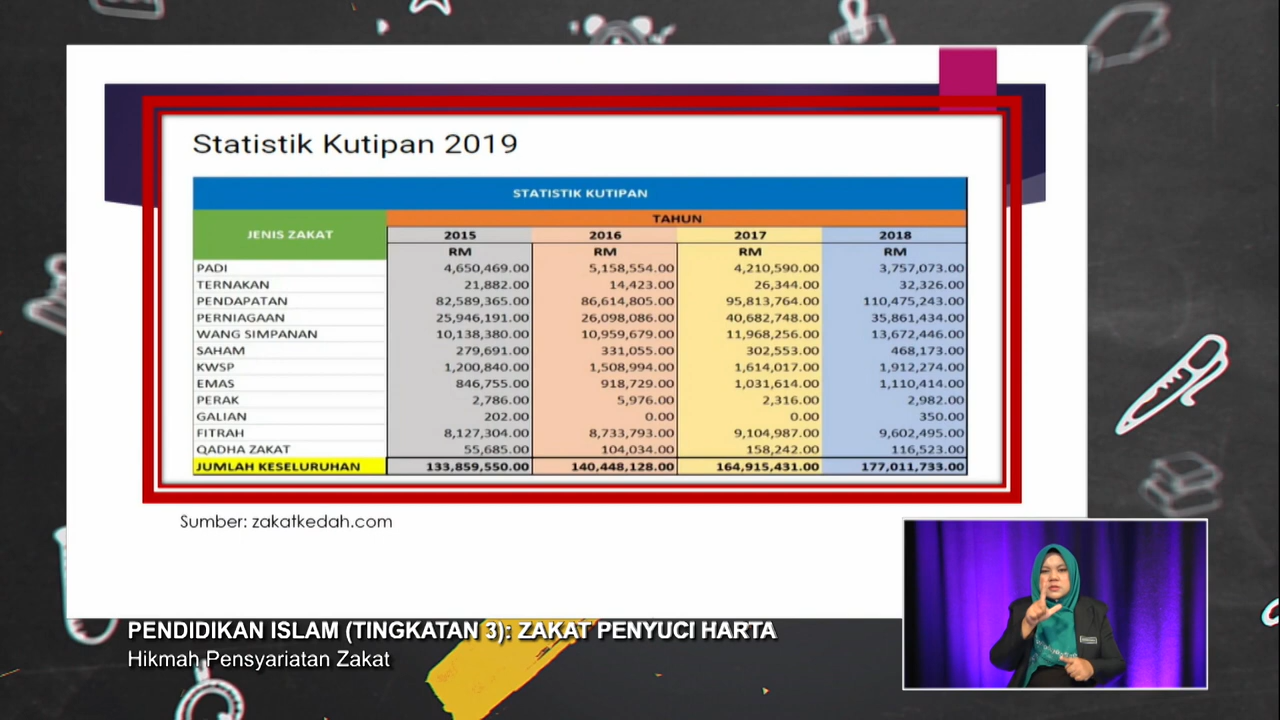 Statistik Kutipan 2019
STATISTIK KUTIPAN
JENIS ZAKAT TAHUN
2015 2016 2017 2018
RM RM RM RM
PADI 4,650,469.00 5,158,554.00 4,210,590.00 3,757,073.00
TERNAKAN 21,882.00 14,423.00 26,344.00 32,326.00
PENDAPATAN 82,589,365.00 86,614,805.00 95,813,764.00 110,475,243.00
PERNIAGAAN 25,946,191.00 26,098,086.00 40,682,748.00 35,861,434.00
WANG SIMPANAN 10,138,380.00 10,959,679.00 11,968,256.00 13,672,446.00
SAHAM 279,691.00 331,055.00 302,553.00 468,173.00
KWSP 1,200,840.00 1,508,994.00 1,614,017.00 1,912,274.00
EMAS 846,755.00 918,729.00 1,031,614.00 1,110,414.00
PERAK 2,786.00 5,976.00 2,316.00 2,982.00
GALIAN 202.00 0.00 0.00 350.00
FITRAH 8,127,304.00 8,733,793.00 9,104,987.00 9,602,495.00
QADHA ZAKAT 55,685.00 104,034.00 158,242.00 116,523.00
JUMLAH KESELURUHAN 133,859,550.00 140,448,128.00 164,915,431.00 177,011,733.00
Sumber: zakatkedah.com
PENDIDIKAN ISLAM (TINGKATAN 3): ZAKAT PENYUCI HARTA
Hikmah Pensyariatan Zakat